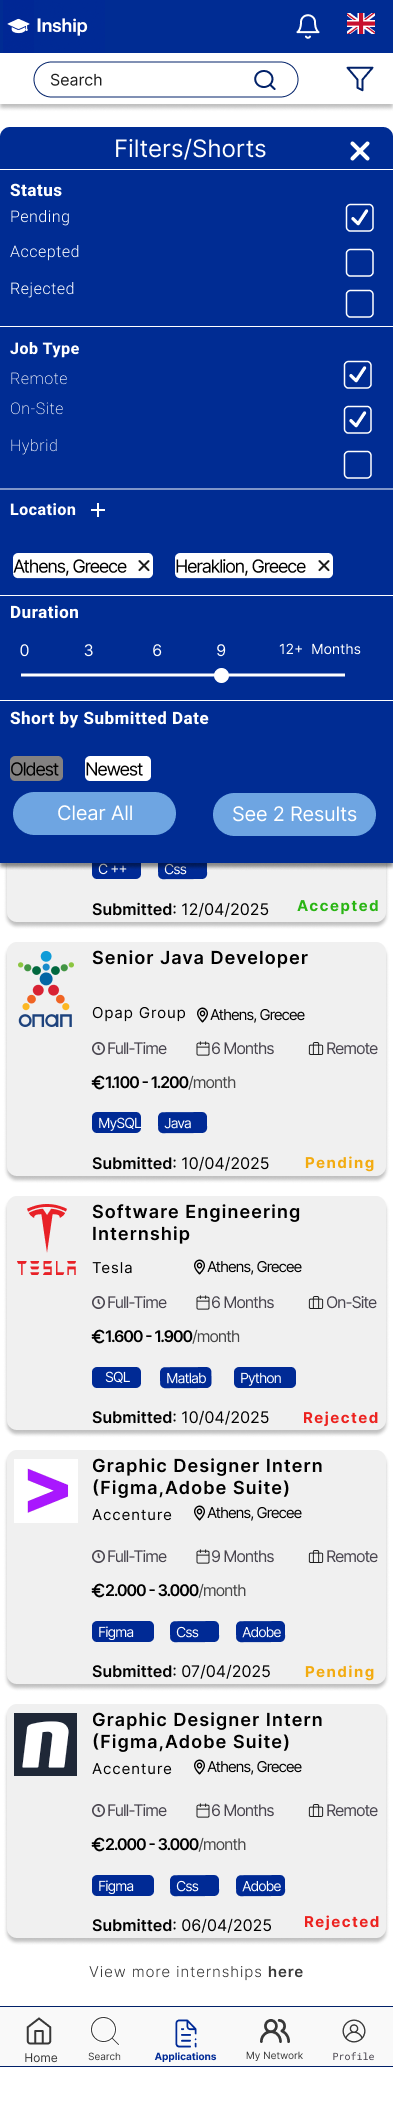 Inship
Search
Filters/Shorts
Status
Pending
Accepted
Rejected
Job Type
Remote
On-Site
Hybrid
Location +
Athens, Greece ✕ Heraklion, Greece ✕
Duration
0 3 6 9 12+ Months
Short by Submitted Date
Oldest Newest
Clear All See 2 Results
C ++ Css
Submitted: 12/04/2025 Accepted
Senior Java Developer
Opap Group Athens, Grecee
οπαπ
Full-Time 6 Months Remote
€1.100 - 1.200/month
MySQL Java
Submitted: 10/04/2025 Pending
Software Engineering
Internship
TESLA Tesla Athens, Grecee
Full-Time 6 Months On-Site
€1.600 - 1.900/month
SQL Matlab Python
Submitted: 10/04/2025 Rejected
Graphic Designer Intern
(Figma,Adobe Suite)
Accenture Athens, Grecee
Full-Time 9 Months Remote
€2.000 - 3.000/month
Figma Css Adobe
Submitted: 07/04/2025 Pending
Graphic Designer Intern
(Figma,Adobe Suite)
n Accenture Athens, Grecee
Full-Time 6 Months Remote
€2.000 - 3.000/month
Figma Css Adobe
Submitted: 06/04/2025 Rejected
View more internships here
Home Search Applications My Network Profile